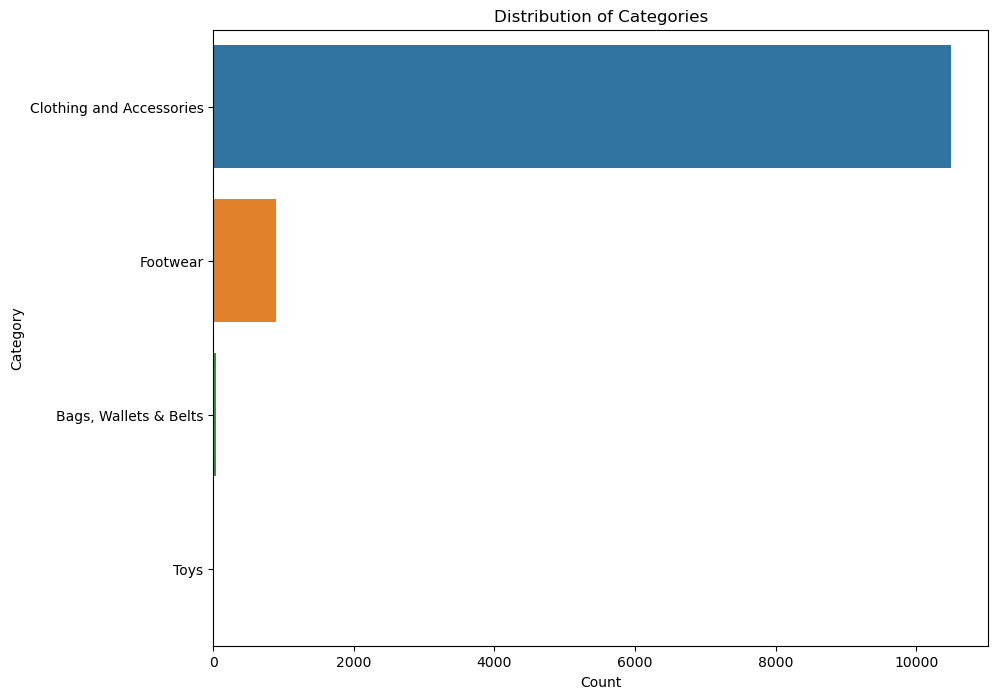 Distribution of Categories
Clothing and Accessories
Footwear
Bags, Wallets & Belts
Toys
Category
0 2000 4000 6000 8000 10000
Count